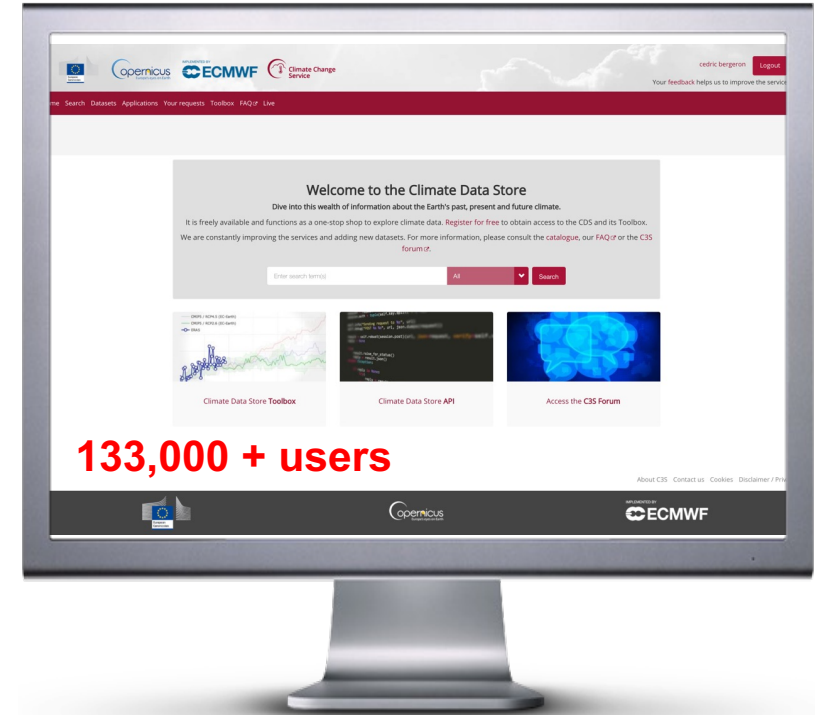 IMPLEMENTED BY
opernicus
ECMWF
Climate Change
Service
cedric bergeron
Logout
Your feedback helps us to improve the service
me Search Datasets Applications Your requests Toolbox FAQ Live
Welcome to the Climate Data Store
Dive into this wealth of information about the Earth's past, present and future climate.
It is freely available and functions as a one-stop shop to explore climate data. Register for free to obtain access to the CDS and its Toolbox.
We are constantly improving the services and adding new datasets. For more information, please consult the catalogue, our FAQ or the C3S
forum.
Enter search term(s)
All
Search
Climate Data Store Toolbox
Climate Data Store API
Access the C3S Forum
133,000 + users
About C3S Contact us Cookies Disclaimer / Priv
opernicus
IMPLEMENTED BY
ECMWF